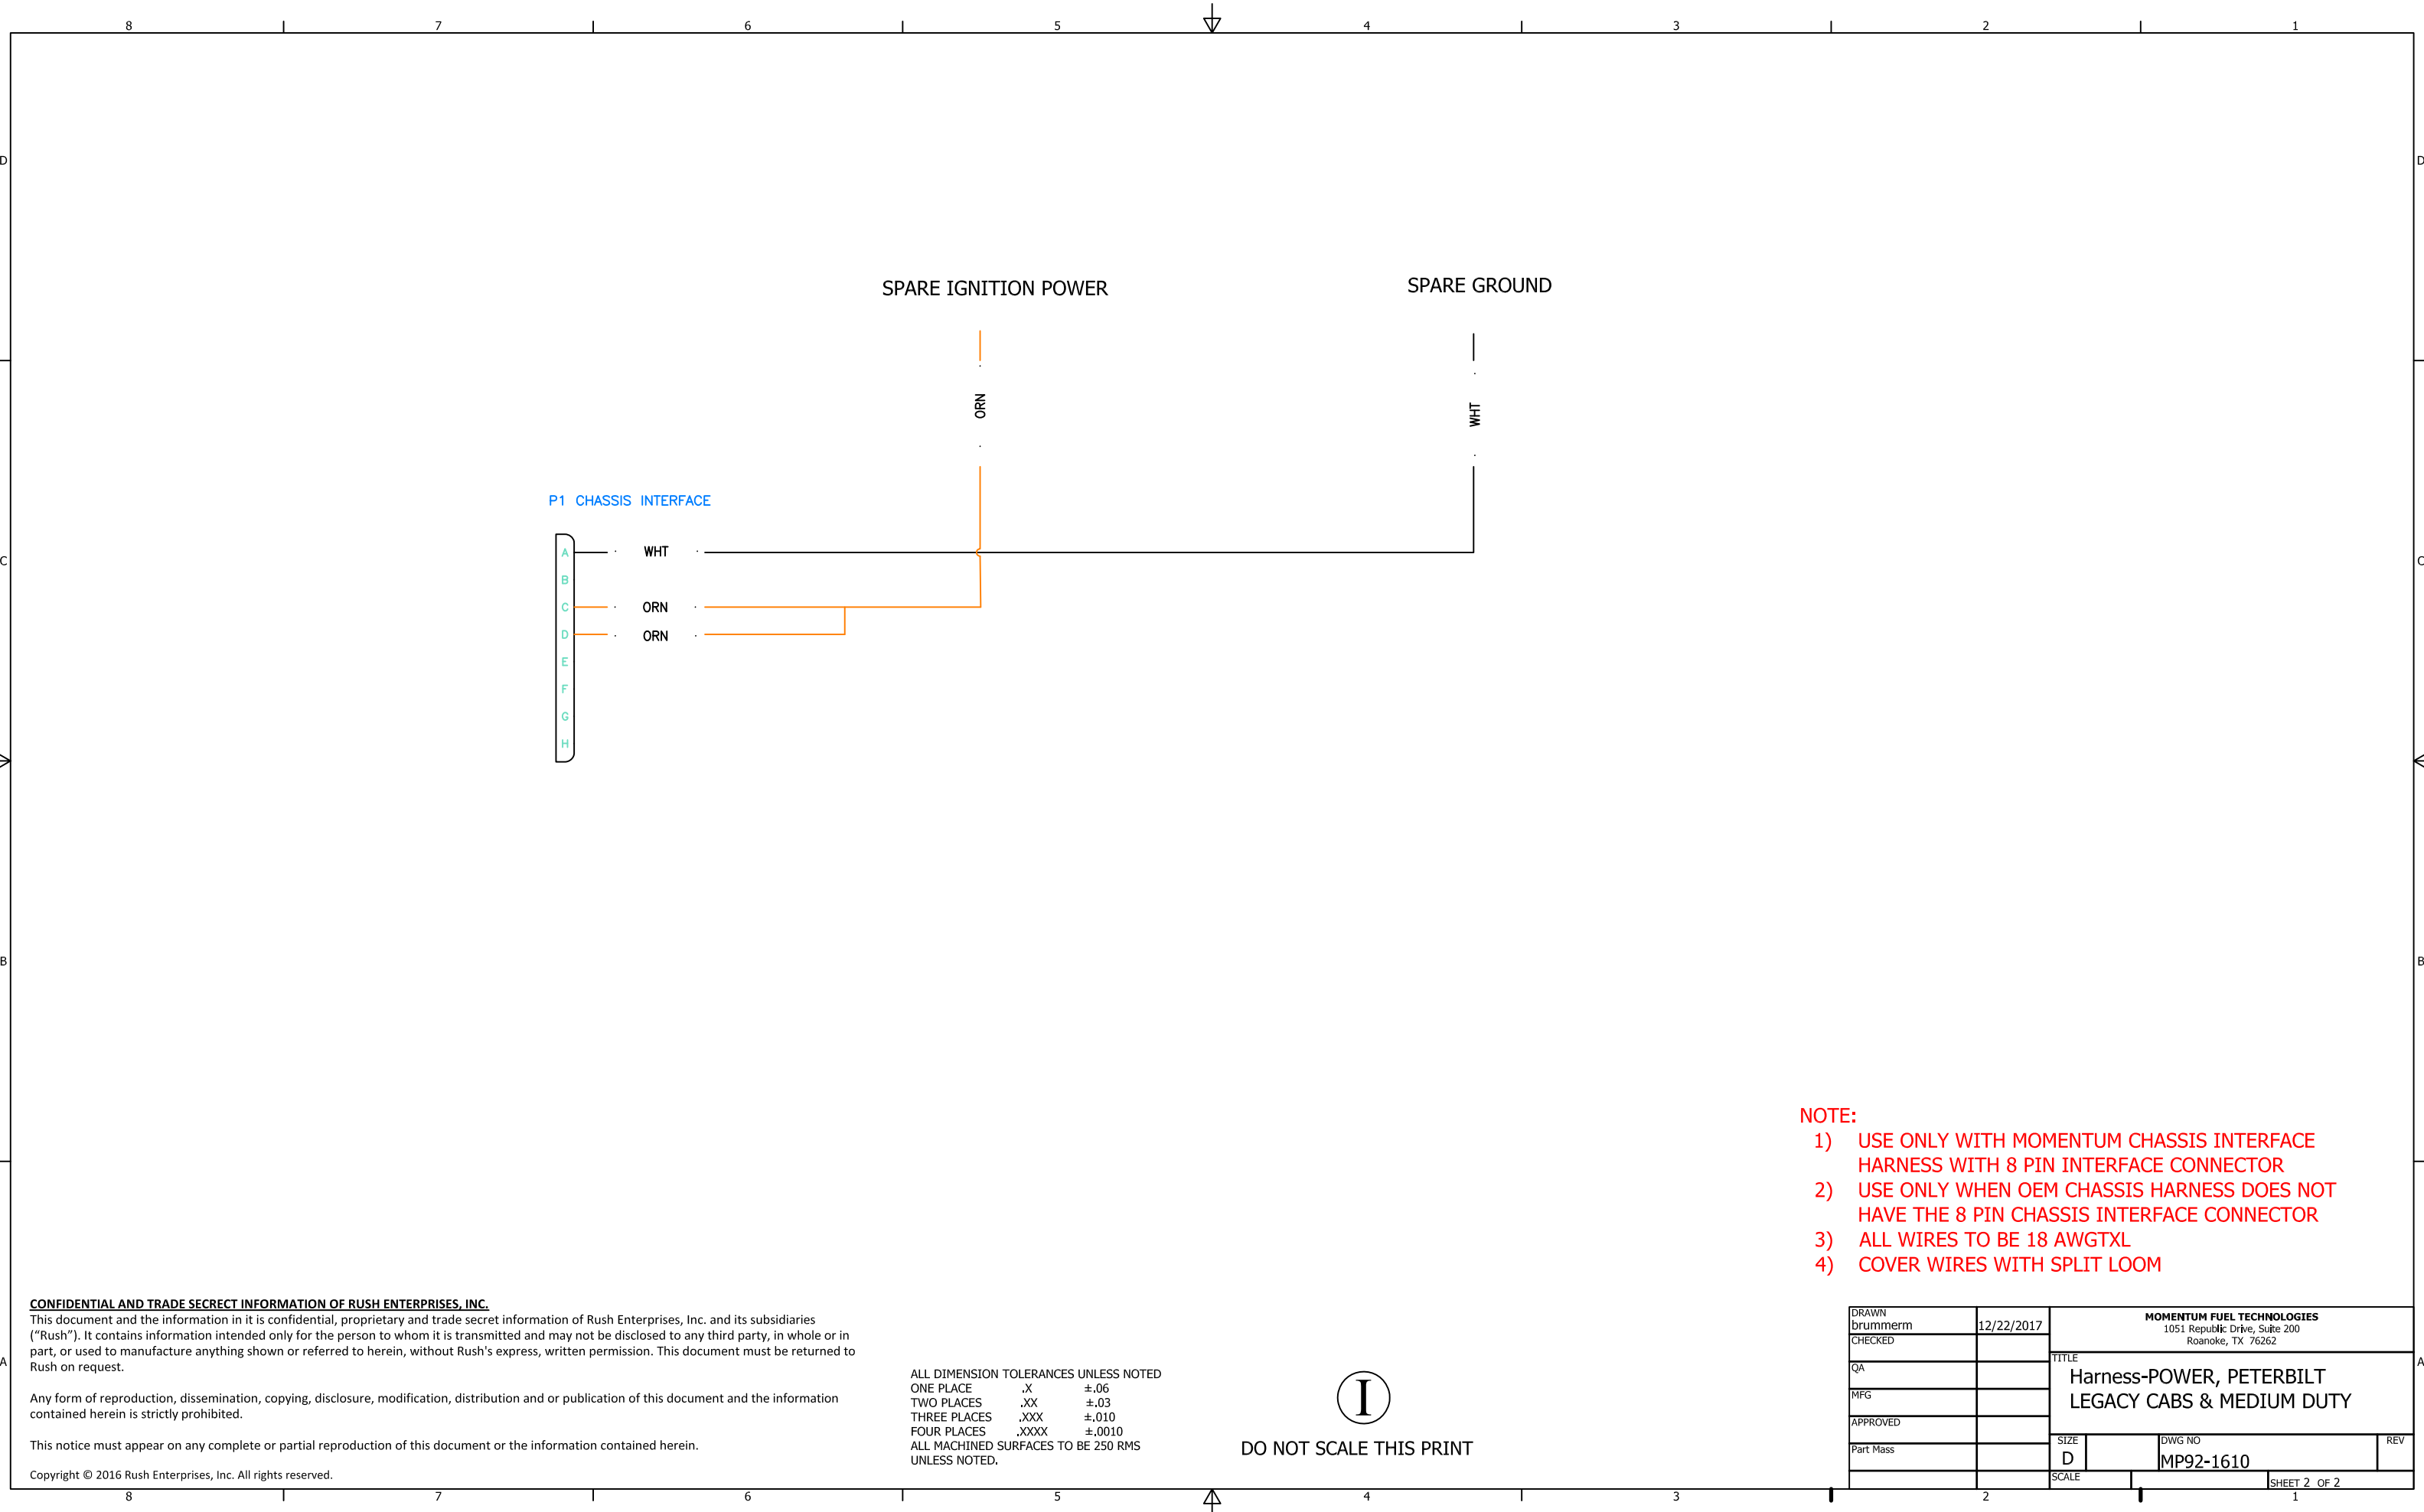 8 7 6 5 4 3 2 1
D D
SPARE IGNITION POWER SPARE GROUND
ORN WHT
P1 CHASSIS INTERFACE
A WHT
B
C ORN
D ORN
E
F
G
H
C C
B B
NOTE:
1) USE ONLY WITH MOMENTUM CHASSIS INTERFACE
HARNESS WITH 8 PIN INTERFACE CONNECTOR
2) USE ONLY WHEN OEM CHASSIS HARNESS DOES NOT
HAVE THE 8 PIN CHASSIS INTERFACE CONNECTOR
3) ALL WIRES TO BE 18 AWGTXL
4) COVER WIRES WITH SPLIT LOOM
CONFIDENTIAL AND TRADE SECRECT INFORMATION OF RUSH ENTERPRISES, INC.
This document and the information in it is confidential, proprietary and trade secret information of Rush Enterprises, Inc. and its subsidiaries
(“Rush”). It contains information intended only for the person to whom it is transmitted and may not be disclosed to any third party, in whole or in
part, or used to manufacture anything shown or referred to herein, without Rush's express, written permission. This document must be returned to
Rush on request.
Any form of reproduction, dissemination, copying, disclosure, modification, distribution and or publication of this document and the information
contained herein is strictly prohibited.
This notice must appear on any complete or partial reproduction of this document or the information contained herein.
Copyright © 2016 Rush Enterprises, Inc. All rights reserved.
A A
ALL DIMENSION TOLERANCES UNLESS NOTED
ONE PLACE .X ±.06
TWO PLACES .XX ±.03
THREE PLACES .XXX ±.010
FOUR PLACES .XXXX ±.0010
ALL MACHINED SURFACES TO BE 250 RMS
UNLESS NOTED.
I
DO NOT SCALE THIS PRINT
DRAWN
brummerm 12/22/2017
CHECKED
QA
MFG
APPROVED
Part Mass
MOMENTUM FUEL TECHNOLOGIES
1051 Republic Drive, Suite 200
Roanoke, TX 76262
TITLE
Harness-POWER, PETERBILT
LEGACY CABS & MEDIUM DUTY
SIZE DWG NO REV
D MP92-1610
SCALE SHEET 2 OF 2
8 7 6 5 4 3 2 1